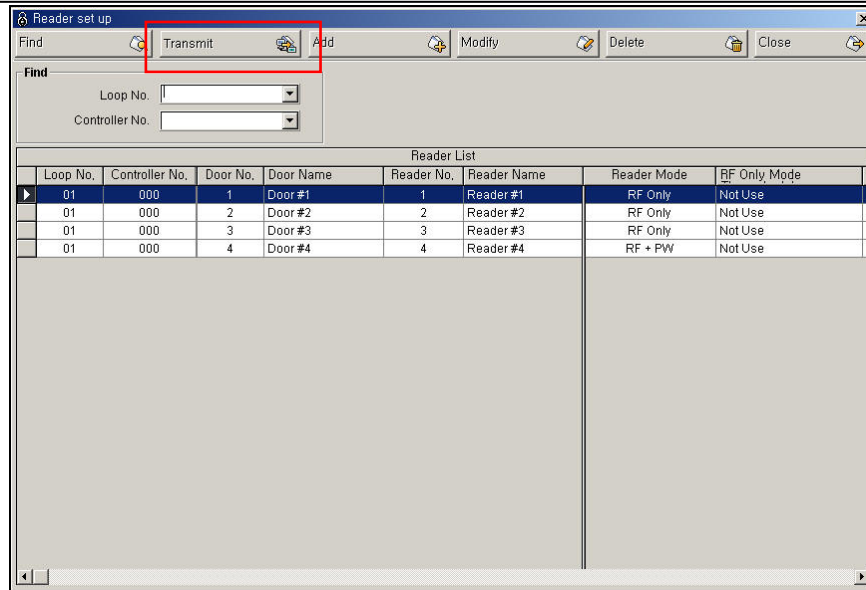 Reader set up
Find Transmit Add Modify Delete Close
Find
Loop No.
Controller No.
Reader List
Loop No. Controller No. Door No. Door Name Reader No. Reader Name Reader Mode RF Only Mode
01 000 1 Door #1 1 Reader #1 RF Only Not Use
01 000 2 Door #2 2 Reader #2 RF Only Not Use
01 000 3 Door #3 3 Reader #3 RF Only Not Use
01 000 4 Door #4 4 Reader #4 RF + PW Not Use